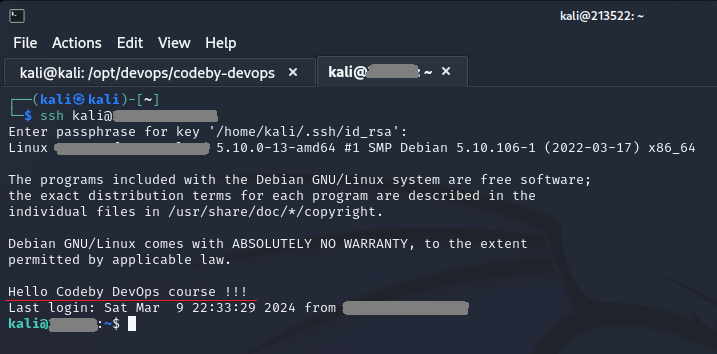 kali@213522: ~
File Actions Edit View Help
kali@kali: /opt/devops/codeby-devops × kali@ : ~ ×
┌──(kali㉿kali)-[~]
└─$ ssh kali@
Enter passphrase for key '/home/kali/.ssh/id_rsa':
Linux 5.10.0-13-amd64 #1 SMP Debian 5.10.106-1 (2022-03-17) x86_64
The programs included with the Debian GNU/Linux system are free software;
the exact distribution terms for each program are described in the
individual files in /usr/share/doc/*/copyright.
Debian GNU/Linux comes with ABSOLUTELY NO WARRANTY, to the extent
permitted by applicable law.
Hello Codeby DevOps course !!!
Last login: Sat Mar  9 22:33:29 2024 from
kali@ :~$